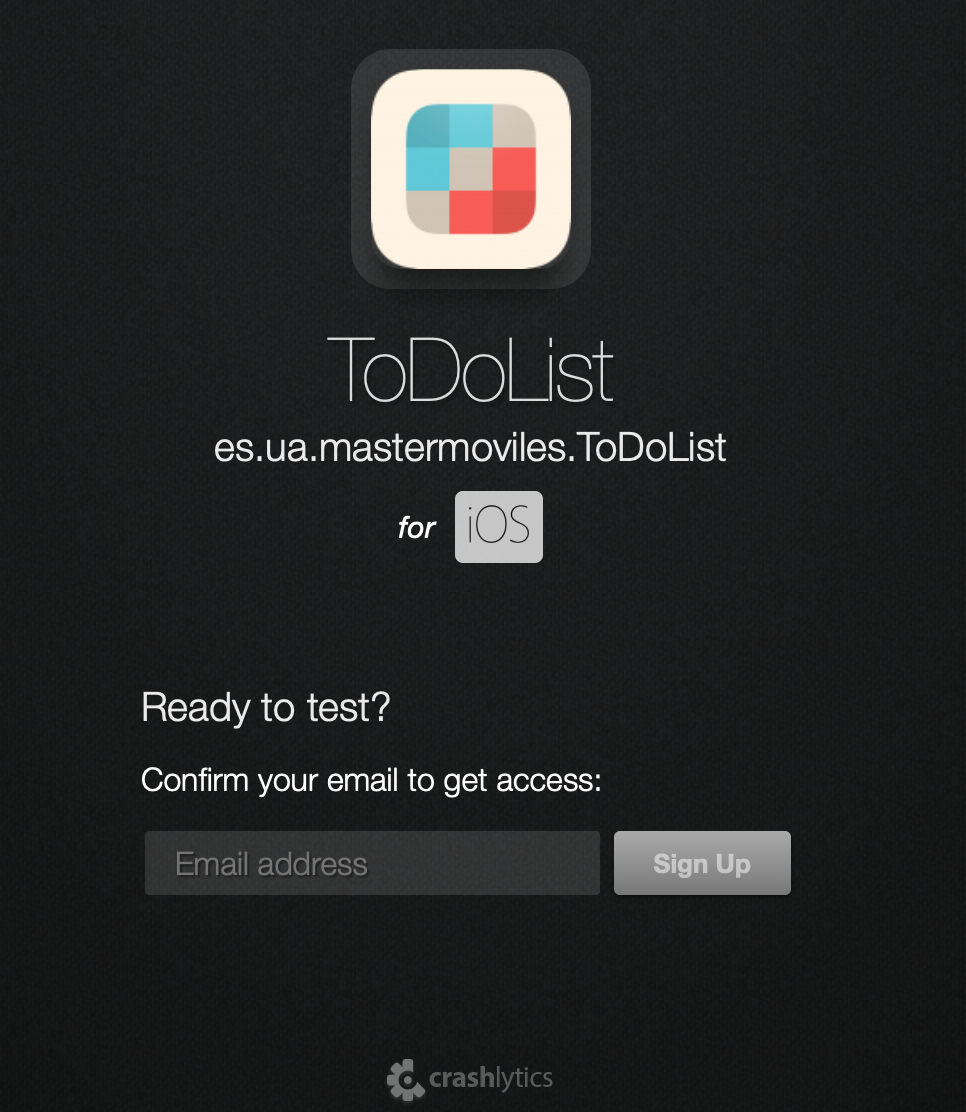 ToDoList
es.ua.mastermoviles.ToDoList
for iOS
Ready to test?
Confirm your email to get access:
Email address Sign Up
crashlytics